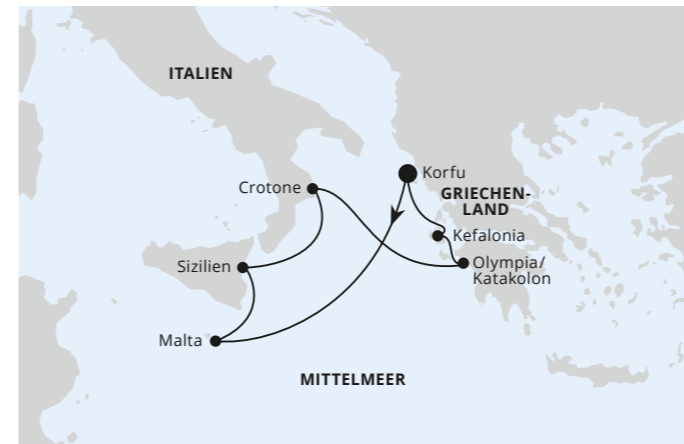 ITALIEN
Korfu
Crotone
GRIECHEN-
LAND
Kefalonia
Sizilien
Olympia/
Katakolon
Malta
MITTELMEER